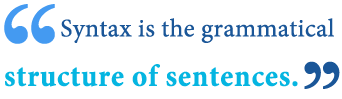 “Syntax is the grammatical
structure of sentences.”